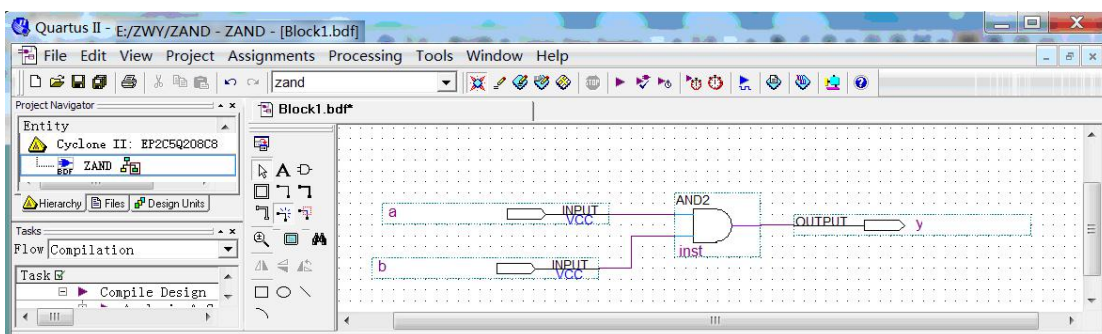 Quartus II - E:/ZWY/ZAND - ZAND - [Block1.bdf]
File Edit View Project Assignments Processing Tools Window Help
zand
Project Navigator
Block1.bdf*
Entity
Cyclone II: EP2C5Q208C8
BDF ZAND
Hierarchy Files Design Units
Tasks
Flow Compilation
Task
Compile Design
A
a INPUT VCC
AND2
inst
OUTPUT y
b INPUT VCC